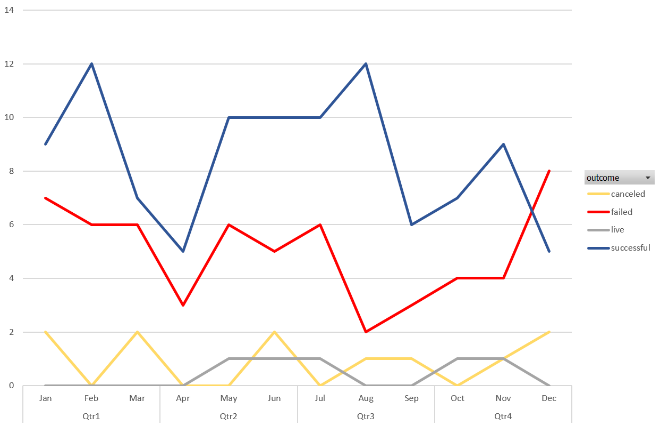 14
12
10
8
6
4
2
0
Jan Feb Mar Apr May Jun Jul Aug Sep Oct Nov Dec
Qtr1 Qtr2 Qtr3 Qtr4
outcome
canceled
failed
live
successful